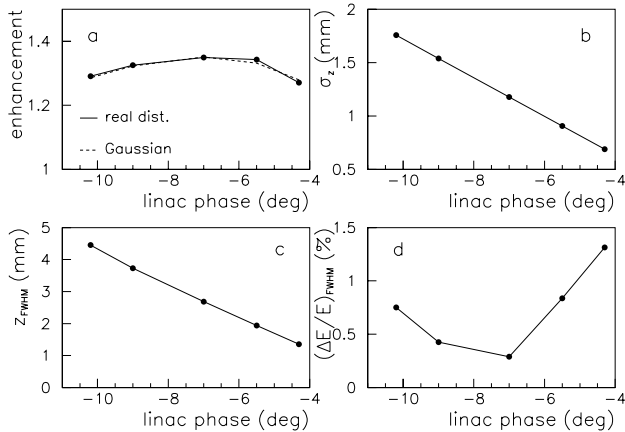 enhancement
1.4
1.2
1
a
real dist.
Gaussian
−10 −8 −6 −4
linac phase (deg)
σz (mm)
2
1.5
1
0.5
b
−10 −8 −6 −4
linac phase (deg)
zFWHM (mm)
5
4
3
2
1
0
c
−10 −8 −6 −4
linac phase (deg)
(ΔE/E)FWHM (%)
1.5
1
0.5
0
d
−10 −8 −6 −4
linac phase (deg)